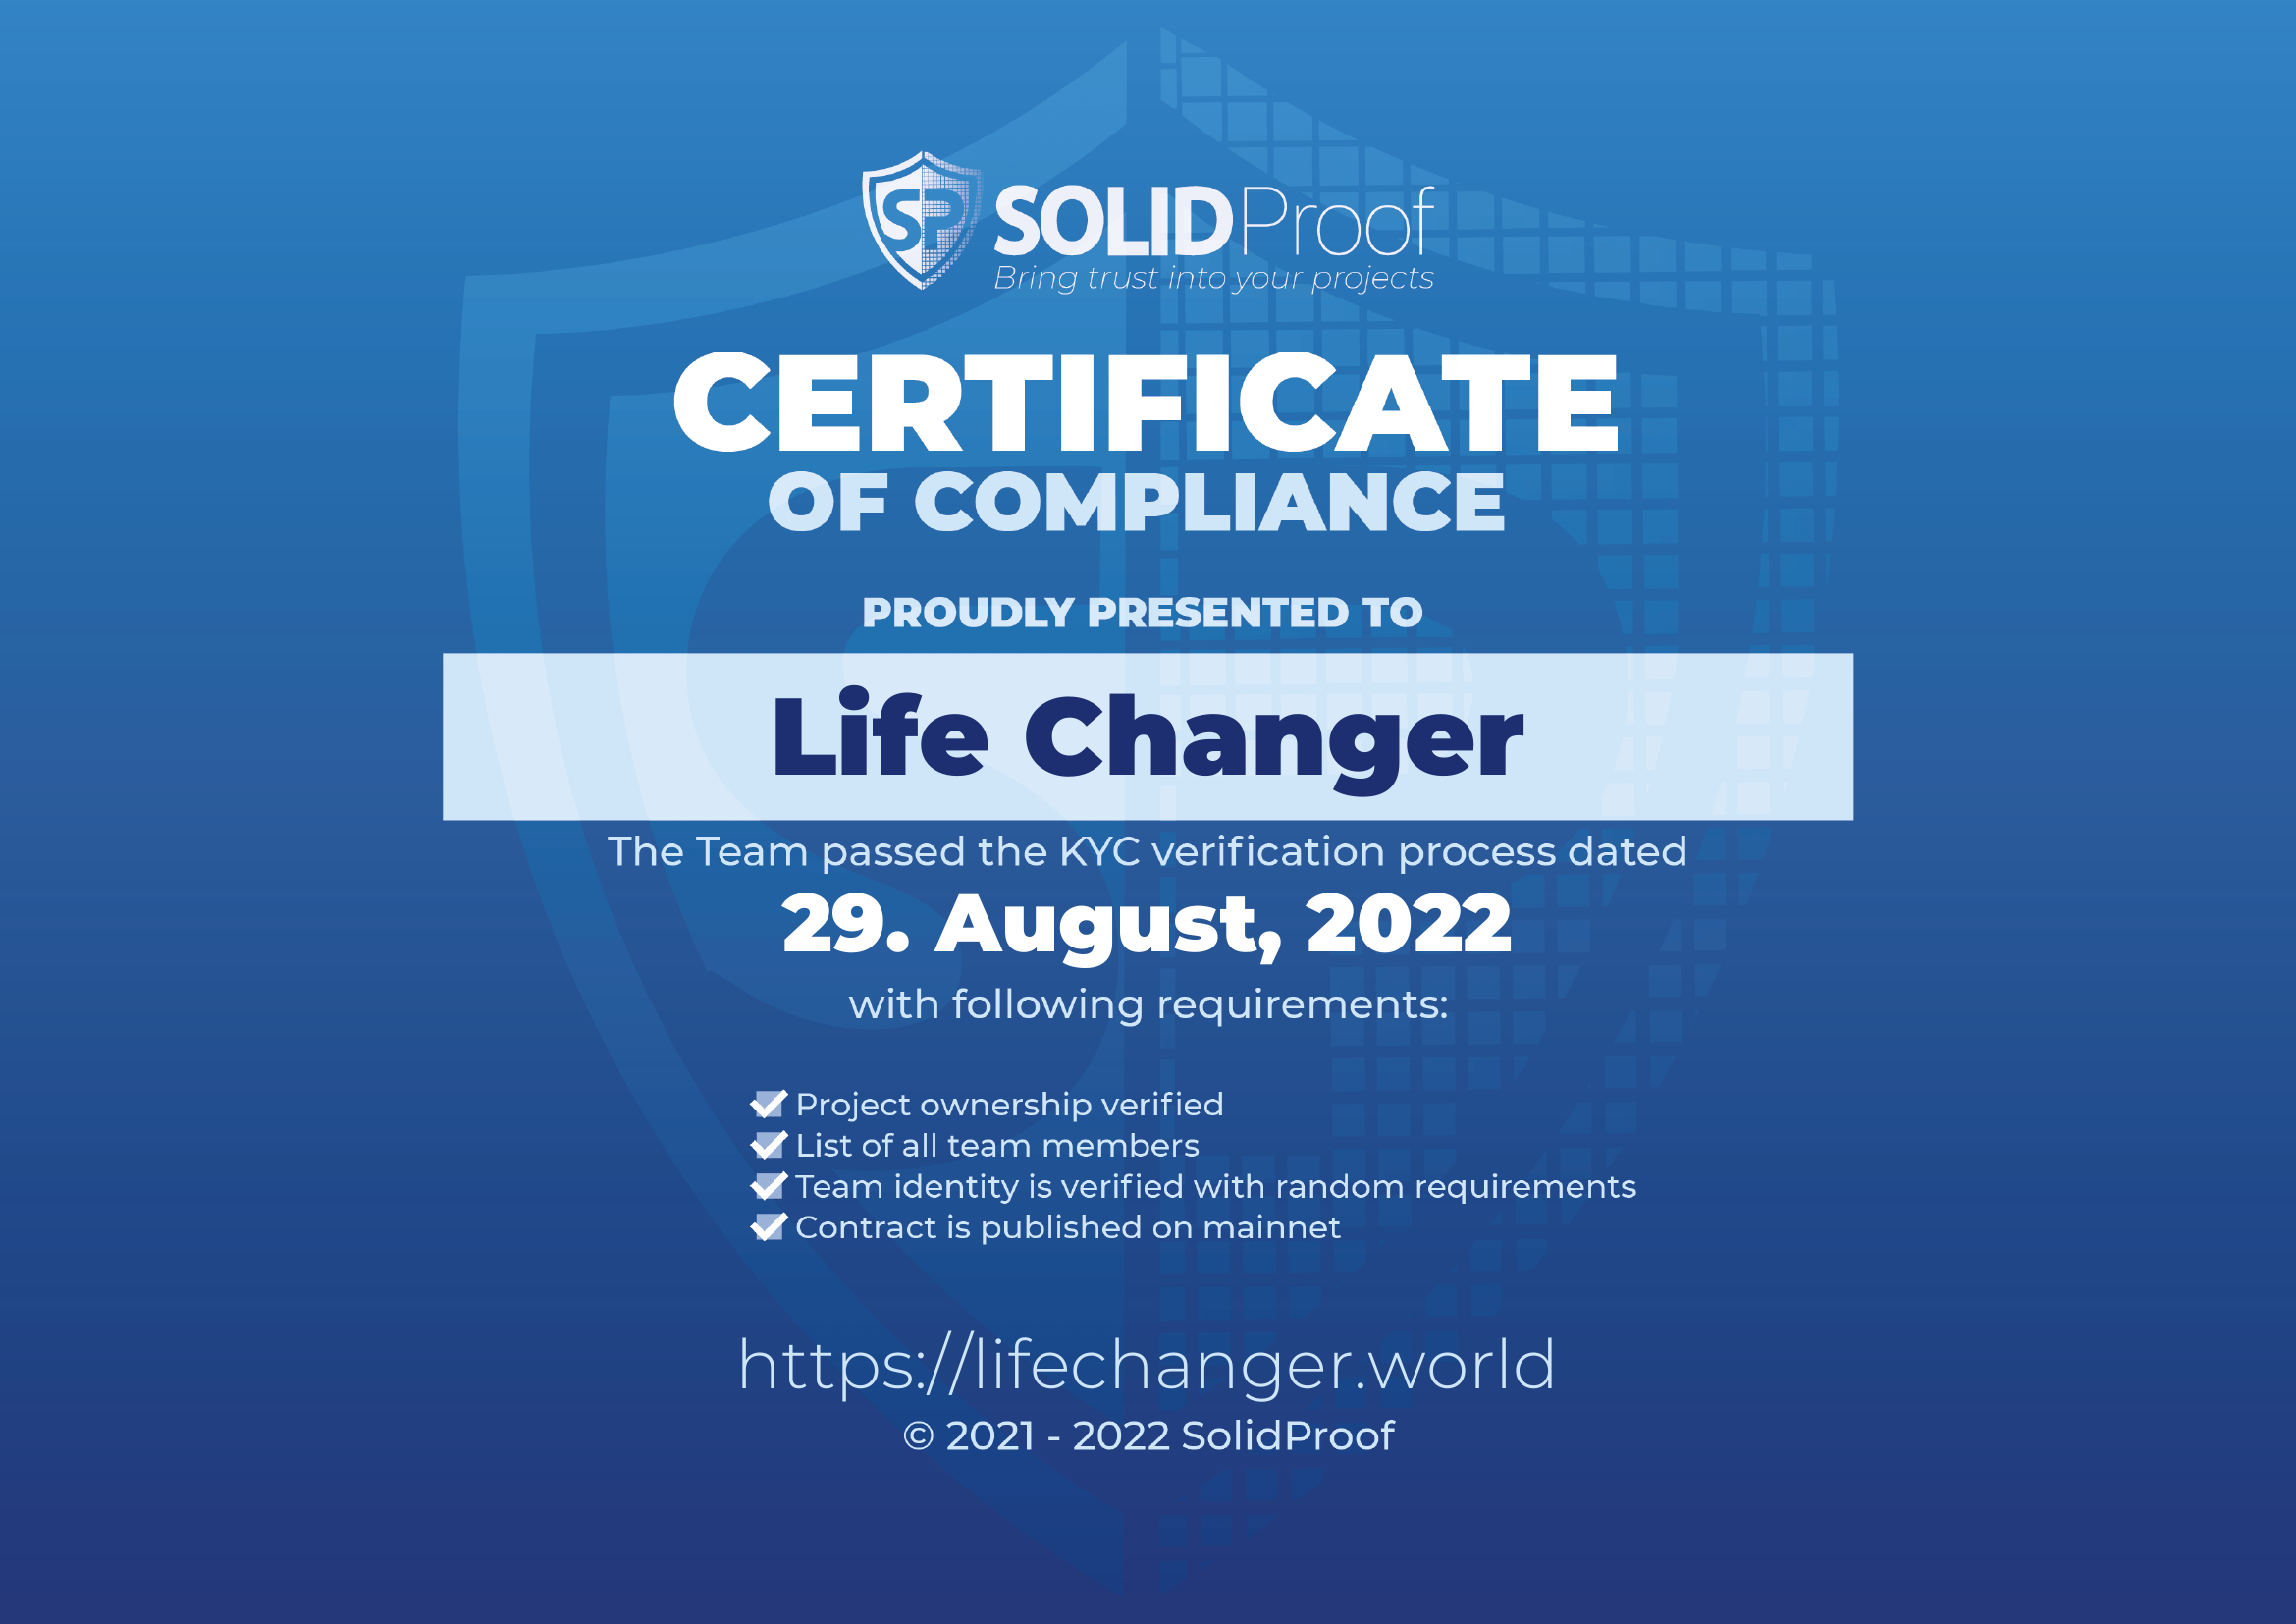 SP SOLIDProof
Bring trust into your projects
CERTIFICATE
OF COMPLIANCE
PROUDLY PRESENTED TO
Life Changer
The Team passed the KYC verification process dated
29. August, 2022
with following requirements:
Project ownership verified
List of all team members
Team identity is verified with random requirements
Contract is published on mainnet
https://lifechanger.world
© 2021 - 2022 SolidProof